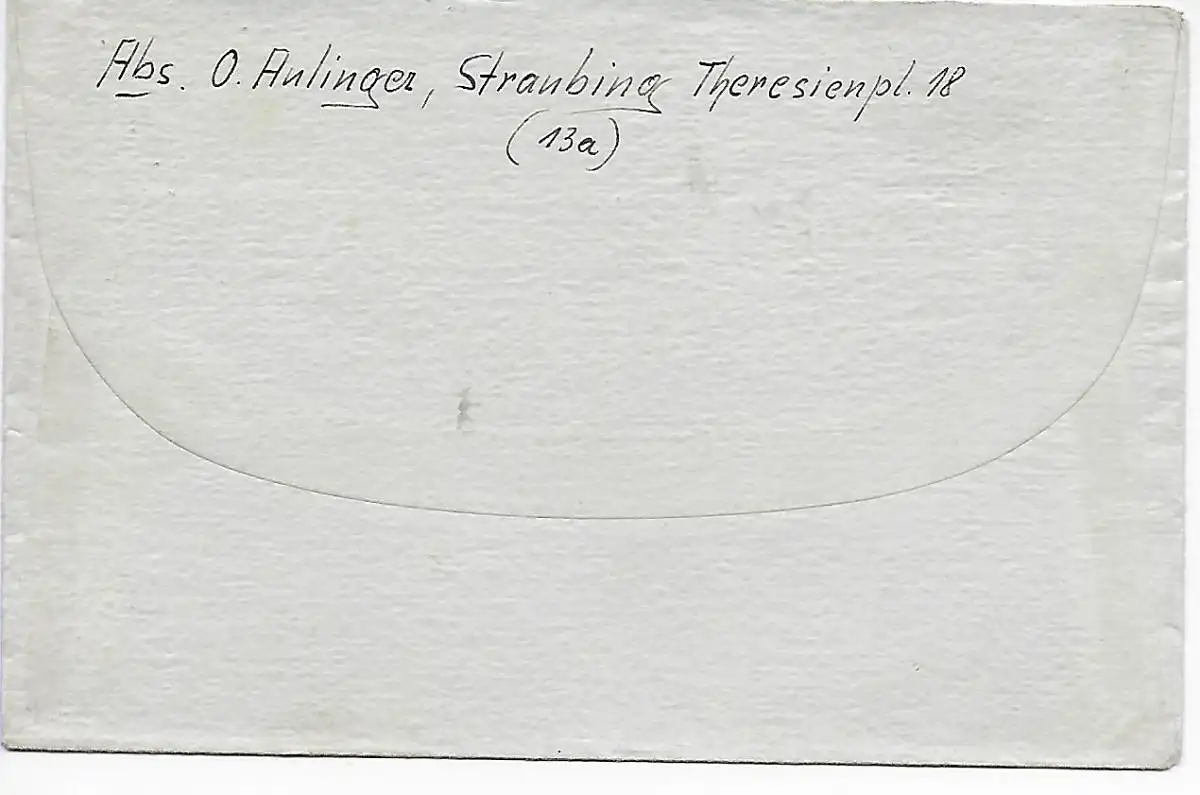 Abs. O. Aulinger, Straubing Theresienpl. 18
(13a)